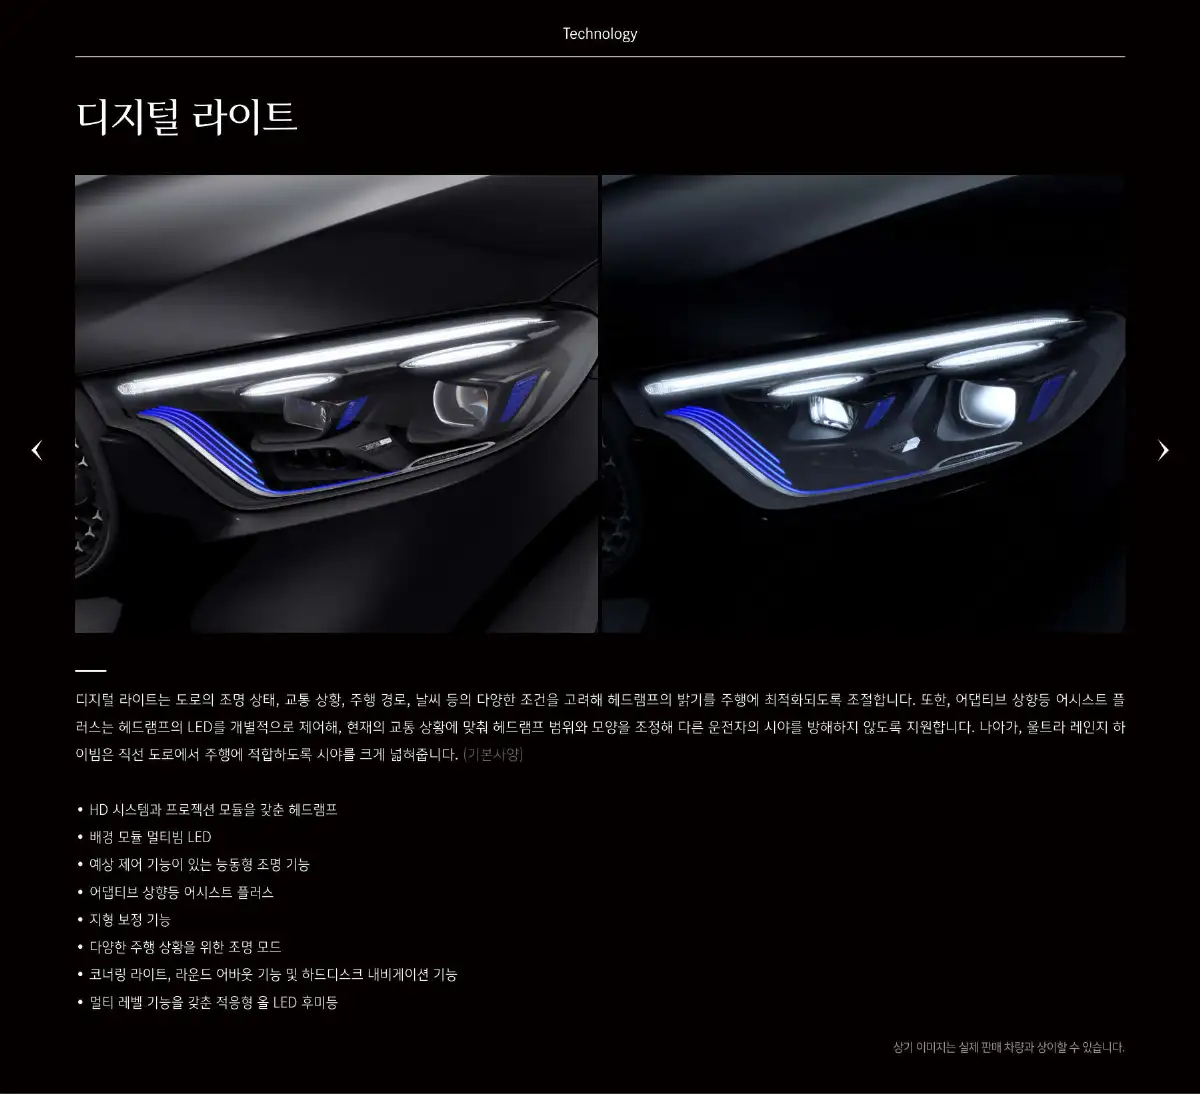 Technology
디지털 라이트
디지털 라이트는 도로의 조명 상태, 교통 상황, 주행 경로, 날씨 등의 다양한 조건을 고려해 헤드램프의 밝기를 주행에 최적화되도록 조절합니다. 또한, 어댑티브 상향등 어시스트 플
러스는 헤드램프의 LED를 개별적으로 제어해, 현재의 교통 상황에 맞춰 헤드램프 범위와 모양을 조정해 다른 운전자의 시야를 방해하지 않도록 지원합니다. 나아가, 울트라 레인지 하
이빔은 직선 도로에서 주행에 적합하도록 시야를 크게 넓혀줍니다. (기본사양)
• HD 시스템과 프로젝션 모듈을 갖춘 헤드램프
• 배경 모듈 멀티빔 LED
• 예상 제어 기능이 있는 능동형 조명 기능
• 어댑티브 상향등 어시스트 플러스
• 지형 보정 기능
• 다양한 주행 상황을 위한 조명 모드
• 코너링 라이트, 라운드 어바웃 기능 및 하드디스크 내비게이션 기능
• 멀티 레벨 기능을 갖춘 적응형 올 LED 후미등
상기 이미지는 실제 판매 차량과 상이할 수 있습니다.